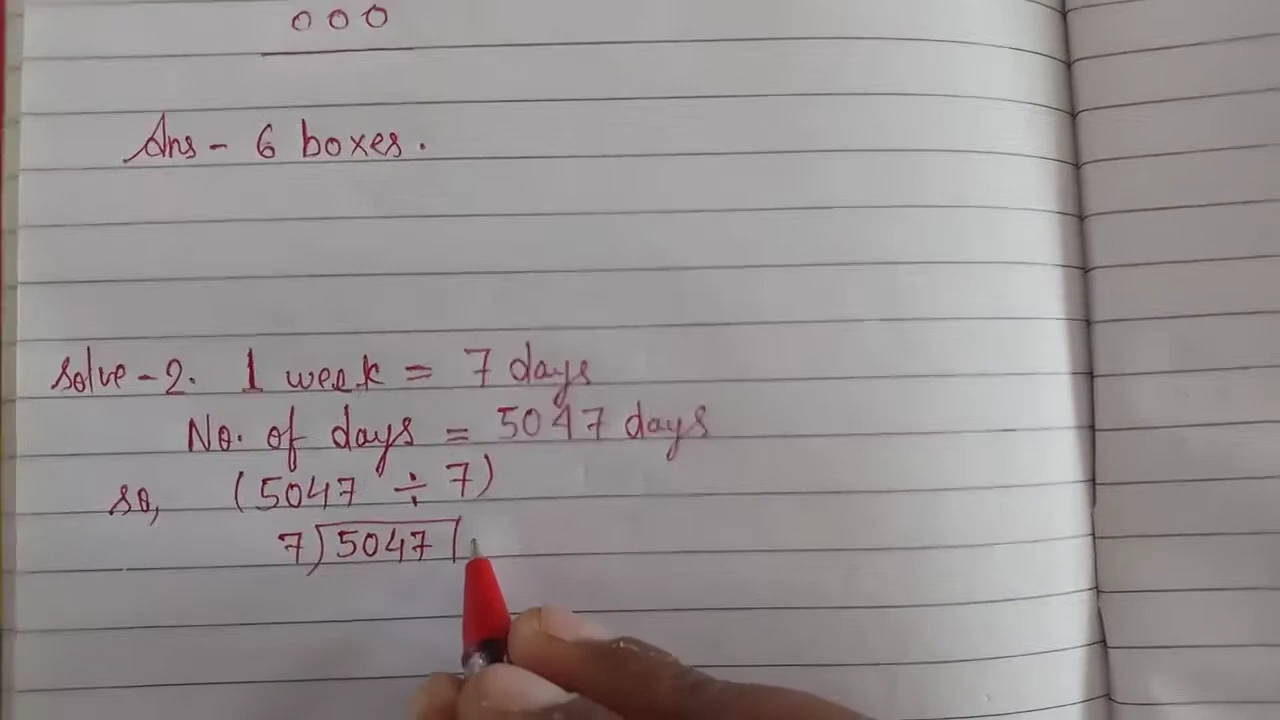 000
Ans - 6 boxes.
Solve - 2. 1 week = 7 days
No. of days = 5047 days
so, (5047 ÷ 7)
7)5047(